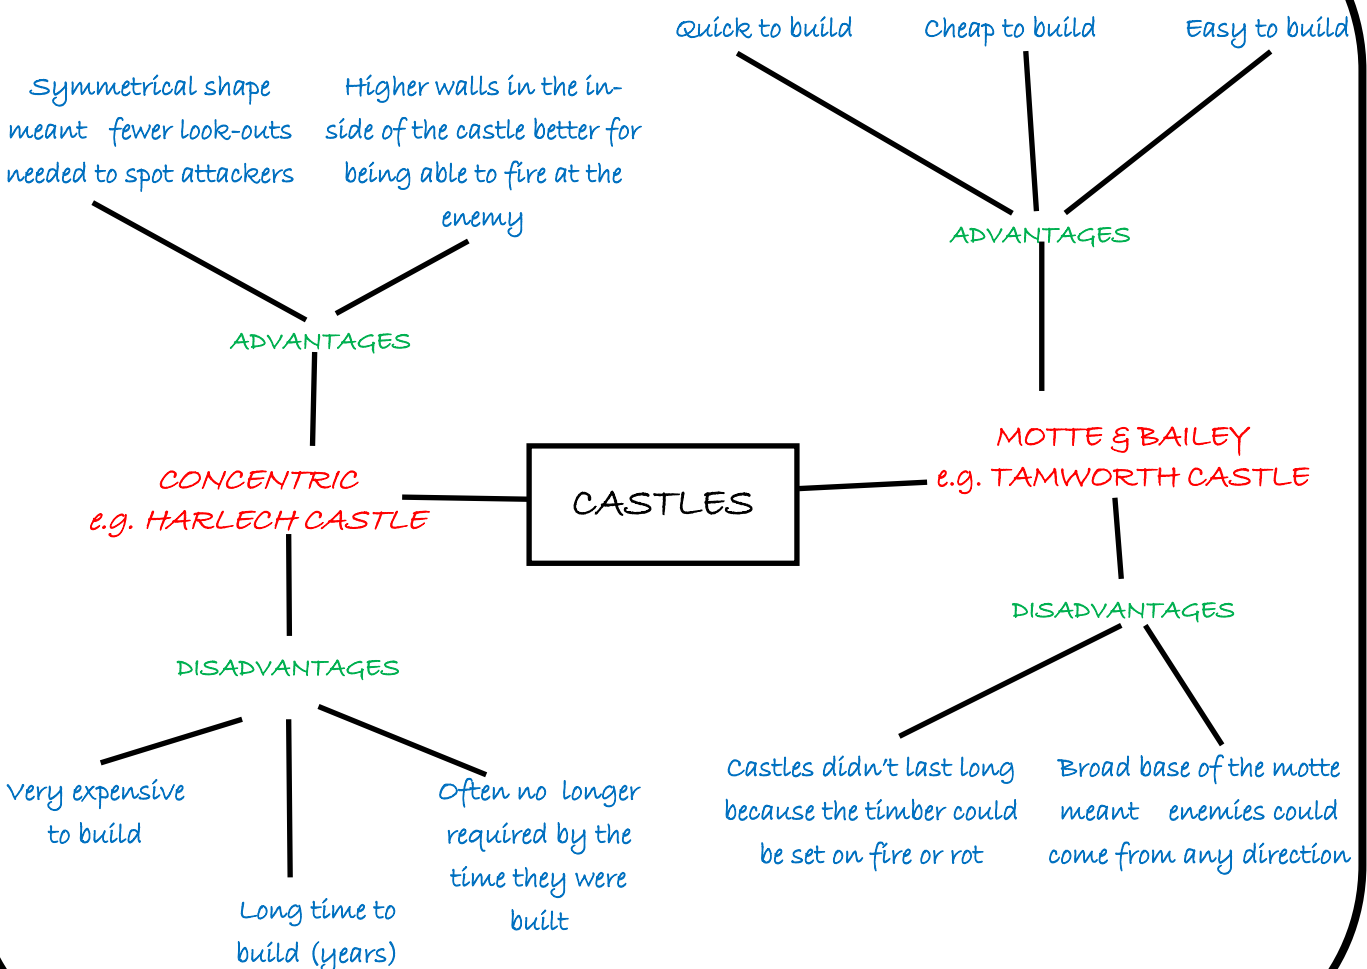 Quick to build
Cheap to build
Easy to build
Symmetrical shape
meant fewer look-outs
needed to spot attackers
Higher walls in the in-
side of the castle better for
being able to fire at the
enemy
ADVANTAGES
ADVANTAGES
CONCENTRIC
e.g. HARLECH CASTLE
CASTLES
MOTTE & BAILEY
e.g. TAMWORTH CASTLE
DISADVANTAGES
DISADVANTAGES
Very expensive
to build
Long time to
build (years)
Often no longer
required by the
time they were
built
Castles didn't last long
because the timber could
be set on fire or rot
Broad base of the motte
meant enemies could
come from any direction